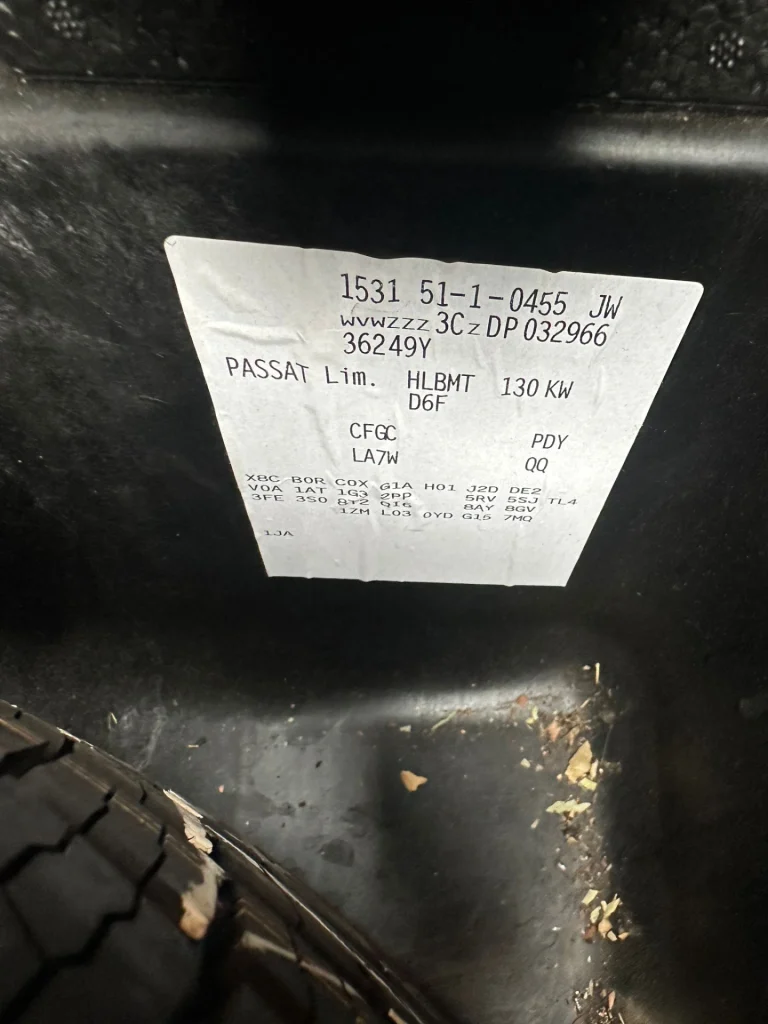 1531 51-1-0455 JW
WVWZZZ3CZDP032966
36249Y
PASSAT Lim. HLBMT 130 KW
D6F
CFGC PDY
LA7W QQ
X8C B0R C0X G1A H01 J2D DE2
V0A 1AT 1G3 2PP 5RV 5SJ TL4
3FE 3S0 8T2 QI6 8AY 8GV
1ZM L03 0YD G15 7MQ
1JA